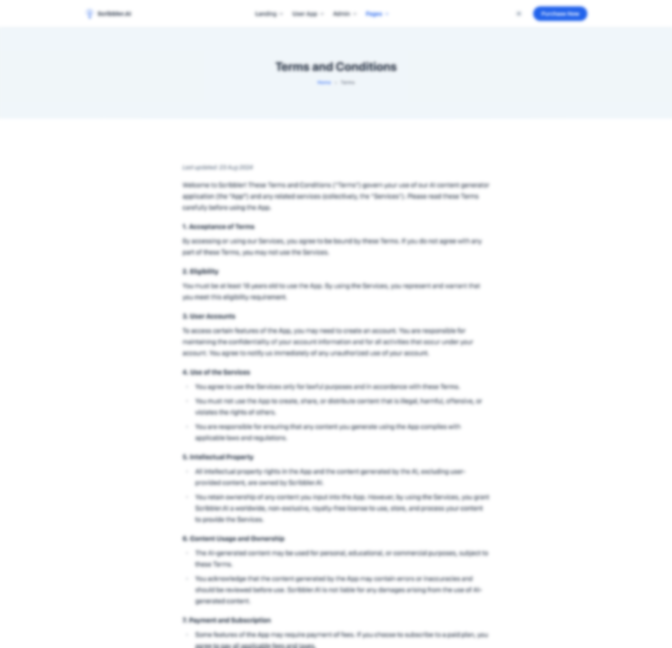 Scribbler.AI
Landing
User App
Admin
Pages
Purchase Now
Terms and Conditions
Home
Terms
Last updated: 23 Aug 2024
Welcome to Scribbler! These Terms and Conditions ("Terms") govern your use of our AI content generator
application (the "App") and any related services (collectively, the "Services"). Please read these Terms
carefully before using the App.
1. Acceptance of Terms
By accessing or using our Services, you agree to be bound by these Terms. If you do not agree with any
part of these Terms, you may not use the Services.
2. Eligibility
You must be at least 18 years old to use the App. By using the Services, you represent and warrant that
you meet this eligibility requirement.
3. User Accounts
To access certain features of the App, you may need to create an account. You are responsible for
maintaining the confidentiality of your account information and for all activities that occur under your
account. You agree to notify us immediately of any unauthorized use of your account.
4. Use of the Services
You agree to use the Services only for lawful purposes and in accordance with these Terms.
You must not use the App to create, share, or distribute content that is illegal, harmful, offensive, or
violates the rights of others.
You are responsible for ensuring that any content you generate using the App complies with
applicable laws and regulations.
5. Intellectual Property
All intellectual property rights in the App and the content generated by the AI, excluding user-
provided content, are owned by Scribbler.AI.
You retain ownership of any content you input into the App. However, by using the Services, you grant
Scribbler.AI a worldwide, non-exclusive, royalty-free license to use, store, and process your content
to provide the Services.
6. Content Usage and Ownership
The AI-generated content may be used for personal, educational, or commercial purposes, subject to
these Terms.
You acknowledge that the content generated by the App may contain errors or inaccuracies and
should be reviewed before use. Scribbler.AI is not liable for any damages arising from the use of AI-
generated content.
7. Payment and Subscription
Some features of the App may require payment of fees. If you choose to subscribe to a paid plan, you
agree to pay all applicable fees and taxes.